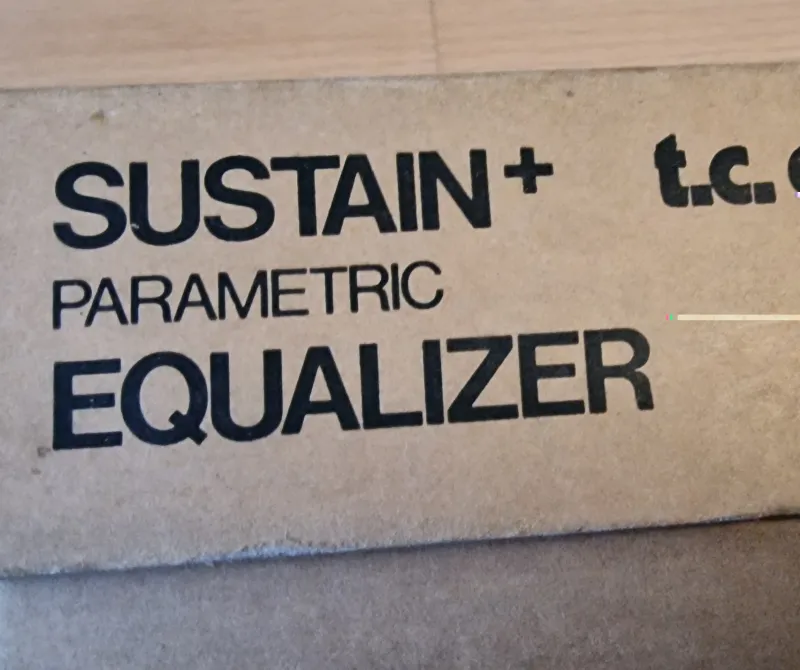 SUSTAIN+ t.c.
PARAMETRIC
EQUALIZER